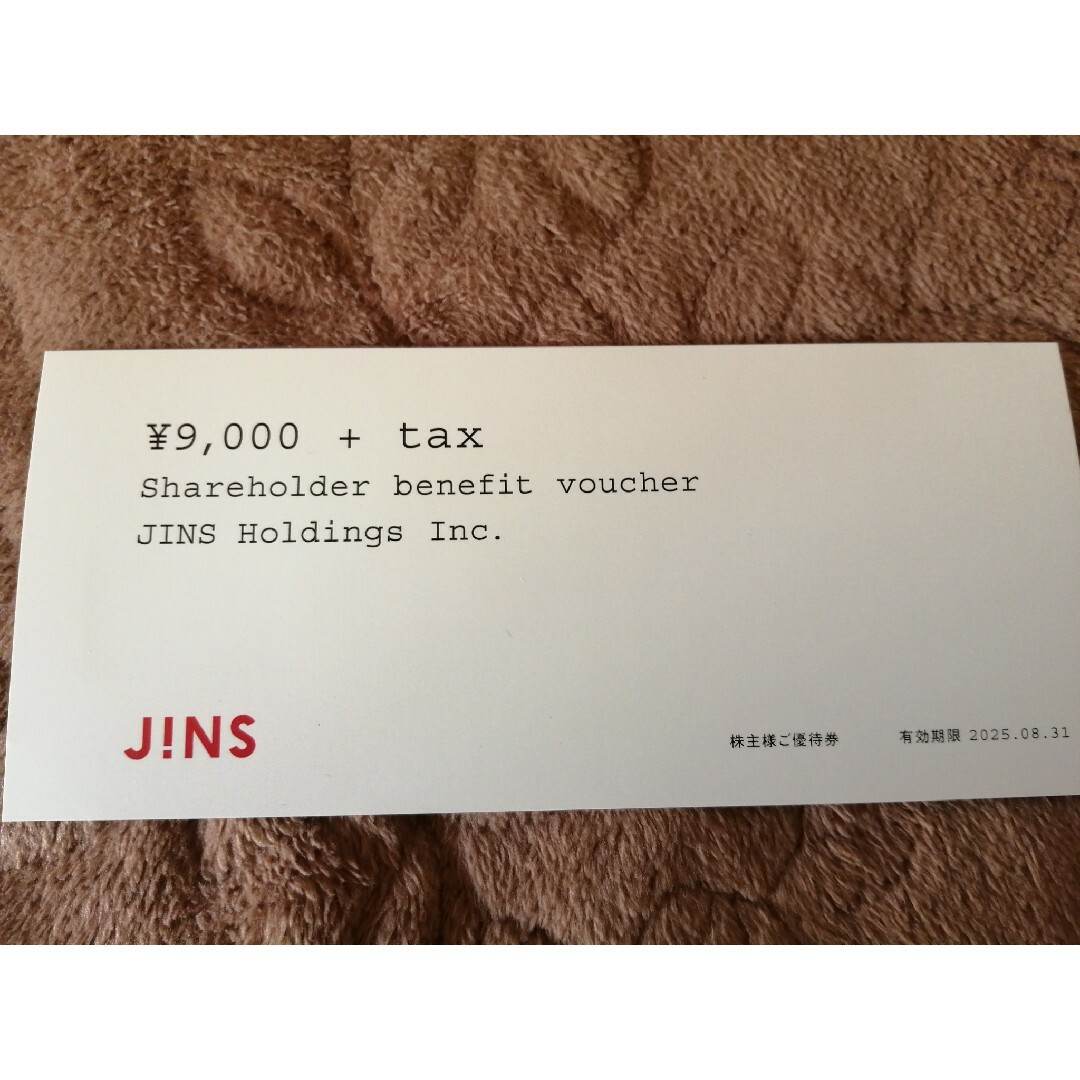 ¥9,000 + tax
Shareholder benefit voucher
JINS Holdings Inc.
J!NS
株主様ご優待券 有効期限 2025.08.31